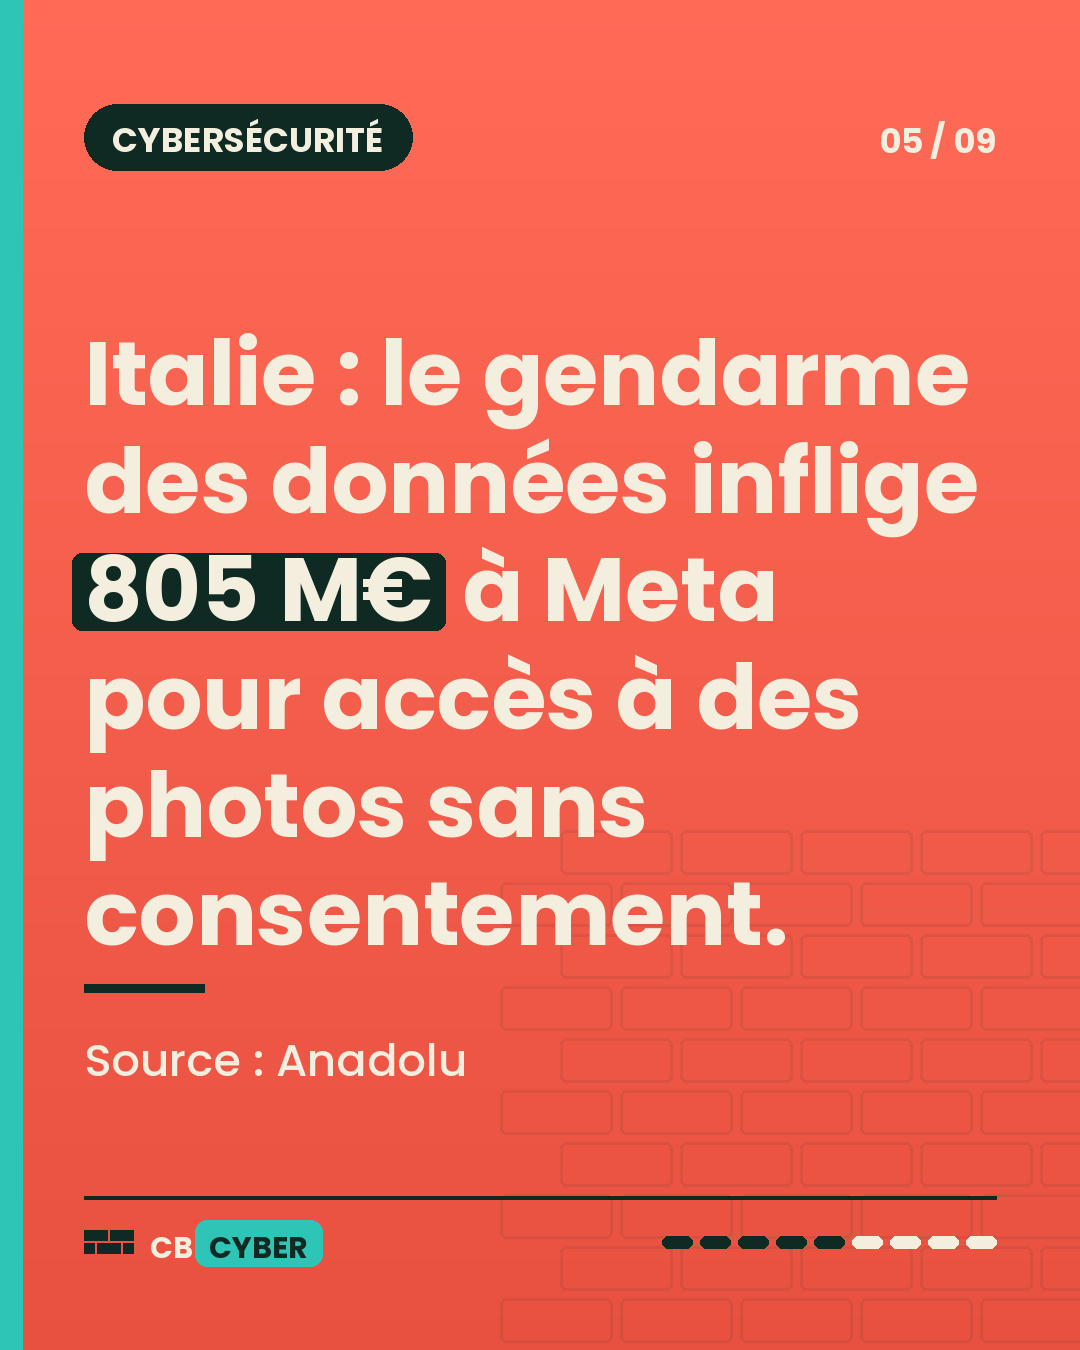 CYBERSÉCURITÉ
05 / 09
Italie : le gendarme
des données inflige
805 M€ à Meta
pour accès à des
photos sans
consentement.
Source : Anadolu
CB CYBER